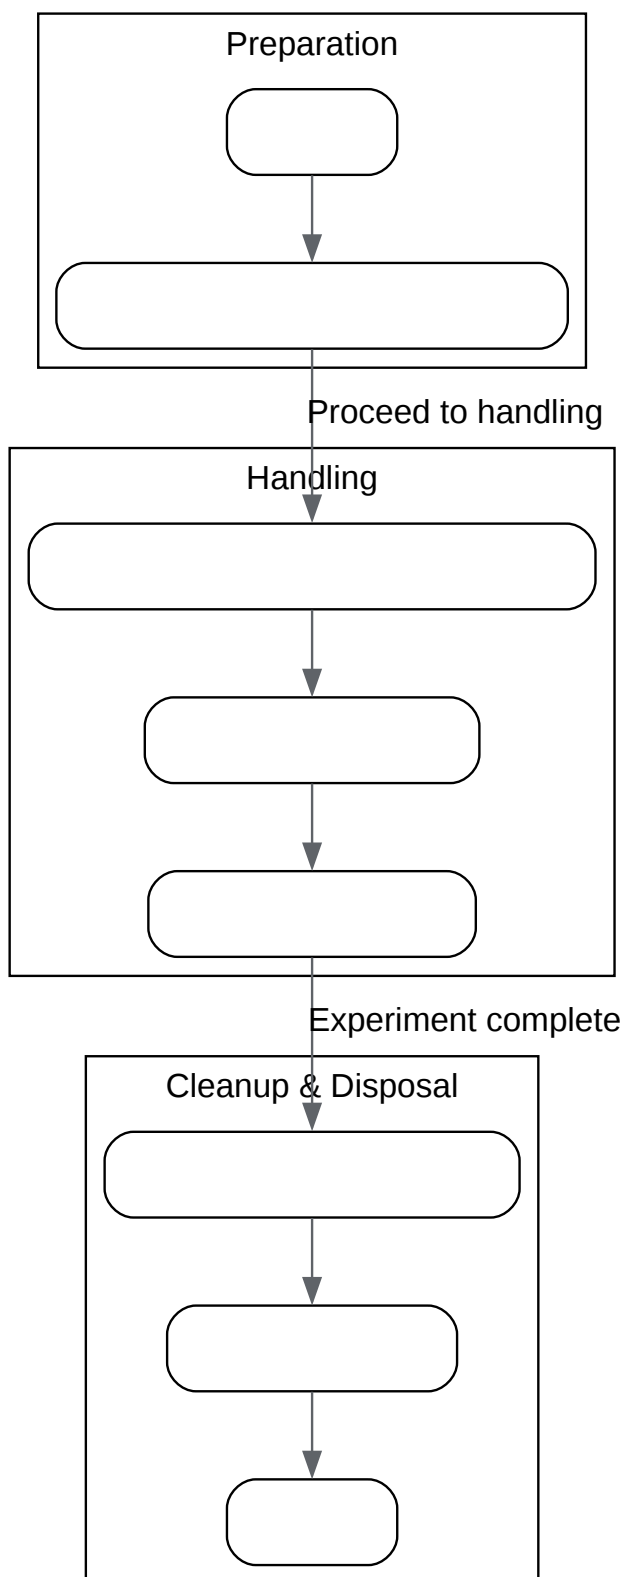 Preparation
Proceed to handling
Handling
Experiment complete
Cleanup & Disposal